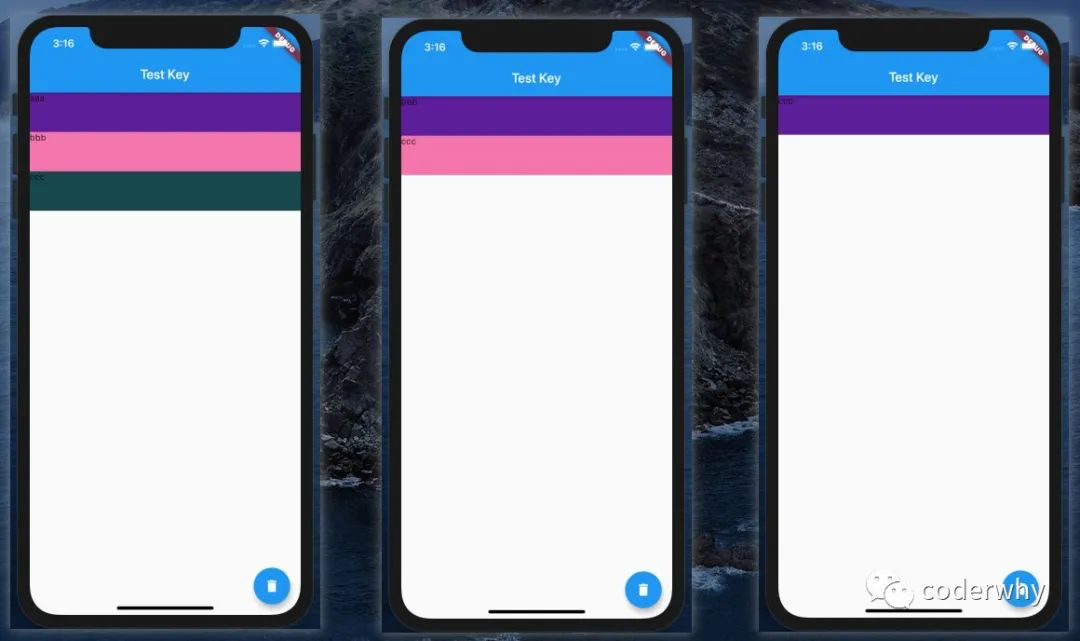 3:16
DEBUG
Test Key
aaa
bbb
ccc
3:16
DEBUG
Test Key
bbb
ccc
3:16
DEBUG
Test Key
ccc
coderwhy